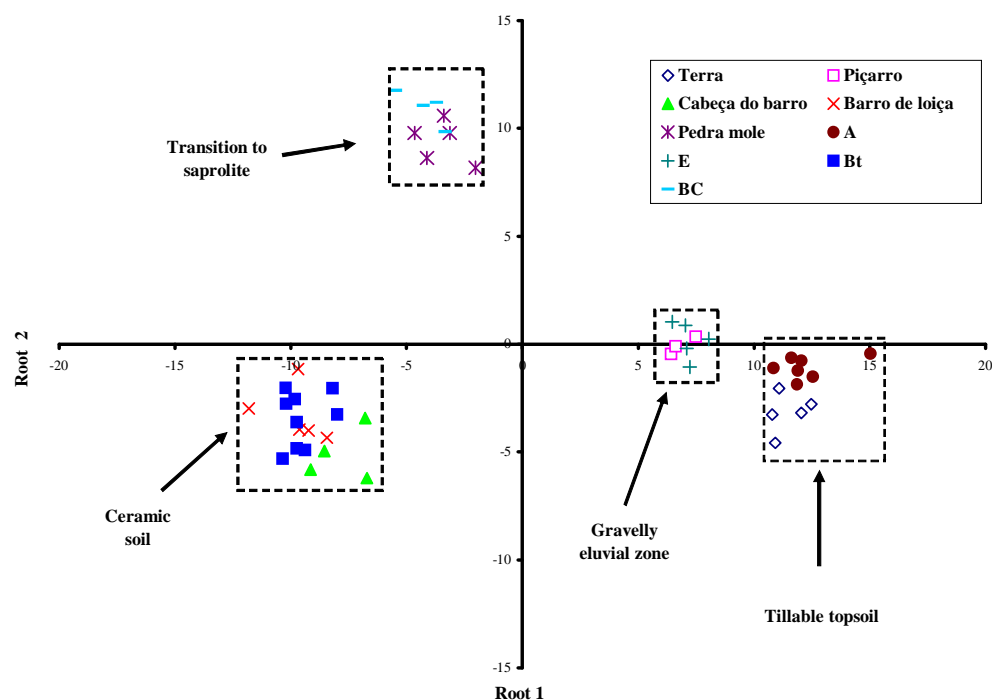 15
Terra
Piçarro
Cabeça do barro
Barro de loiça
Pedra mole
A
E
Bt
BC
10
Transition to
saprolite
5
0
-20
-15
-10
-5
0
5
10
15
20
Root 2
-5
Ceramic
soil
Gravelly
eluvial zone
-10
Tillable topsoil
-15
Root 1